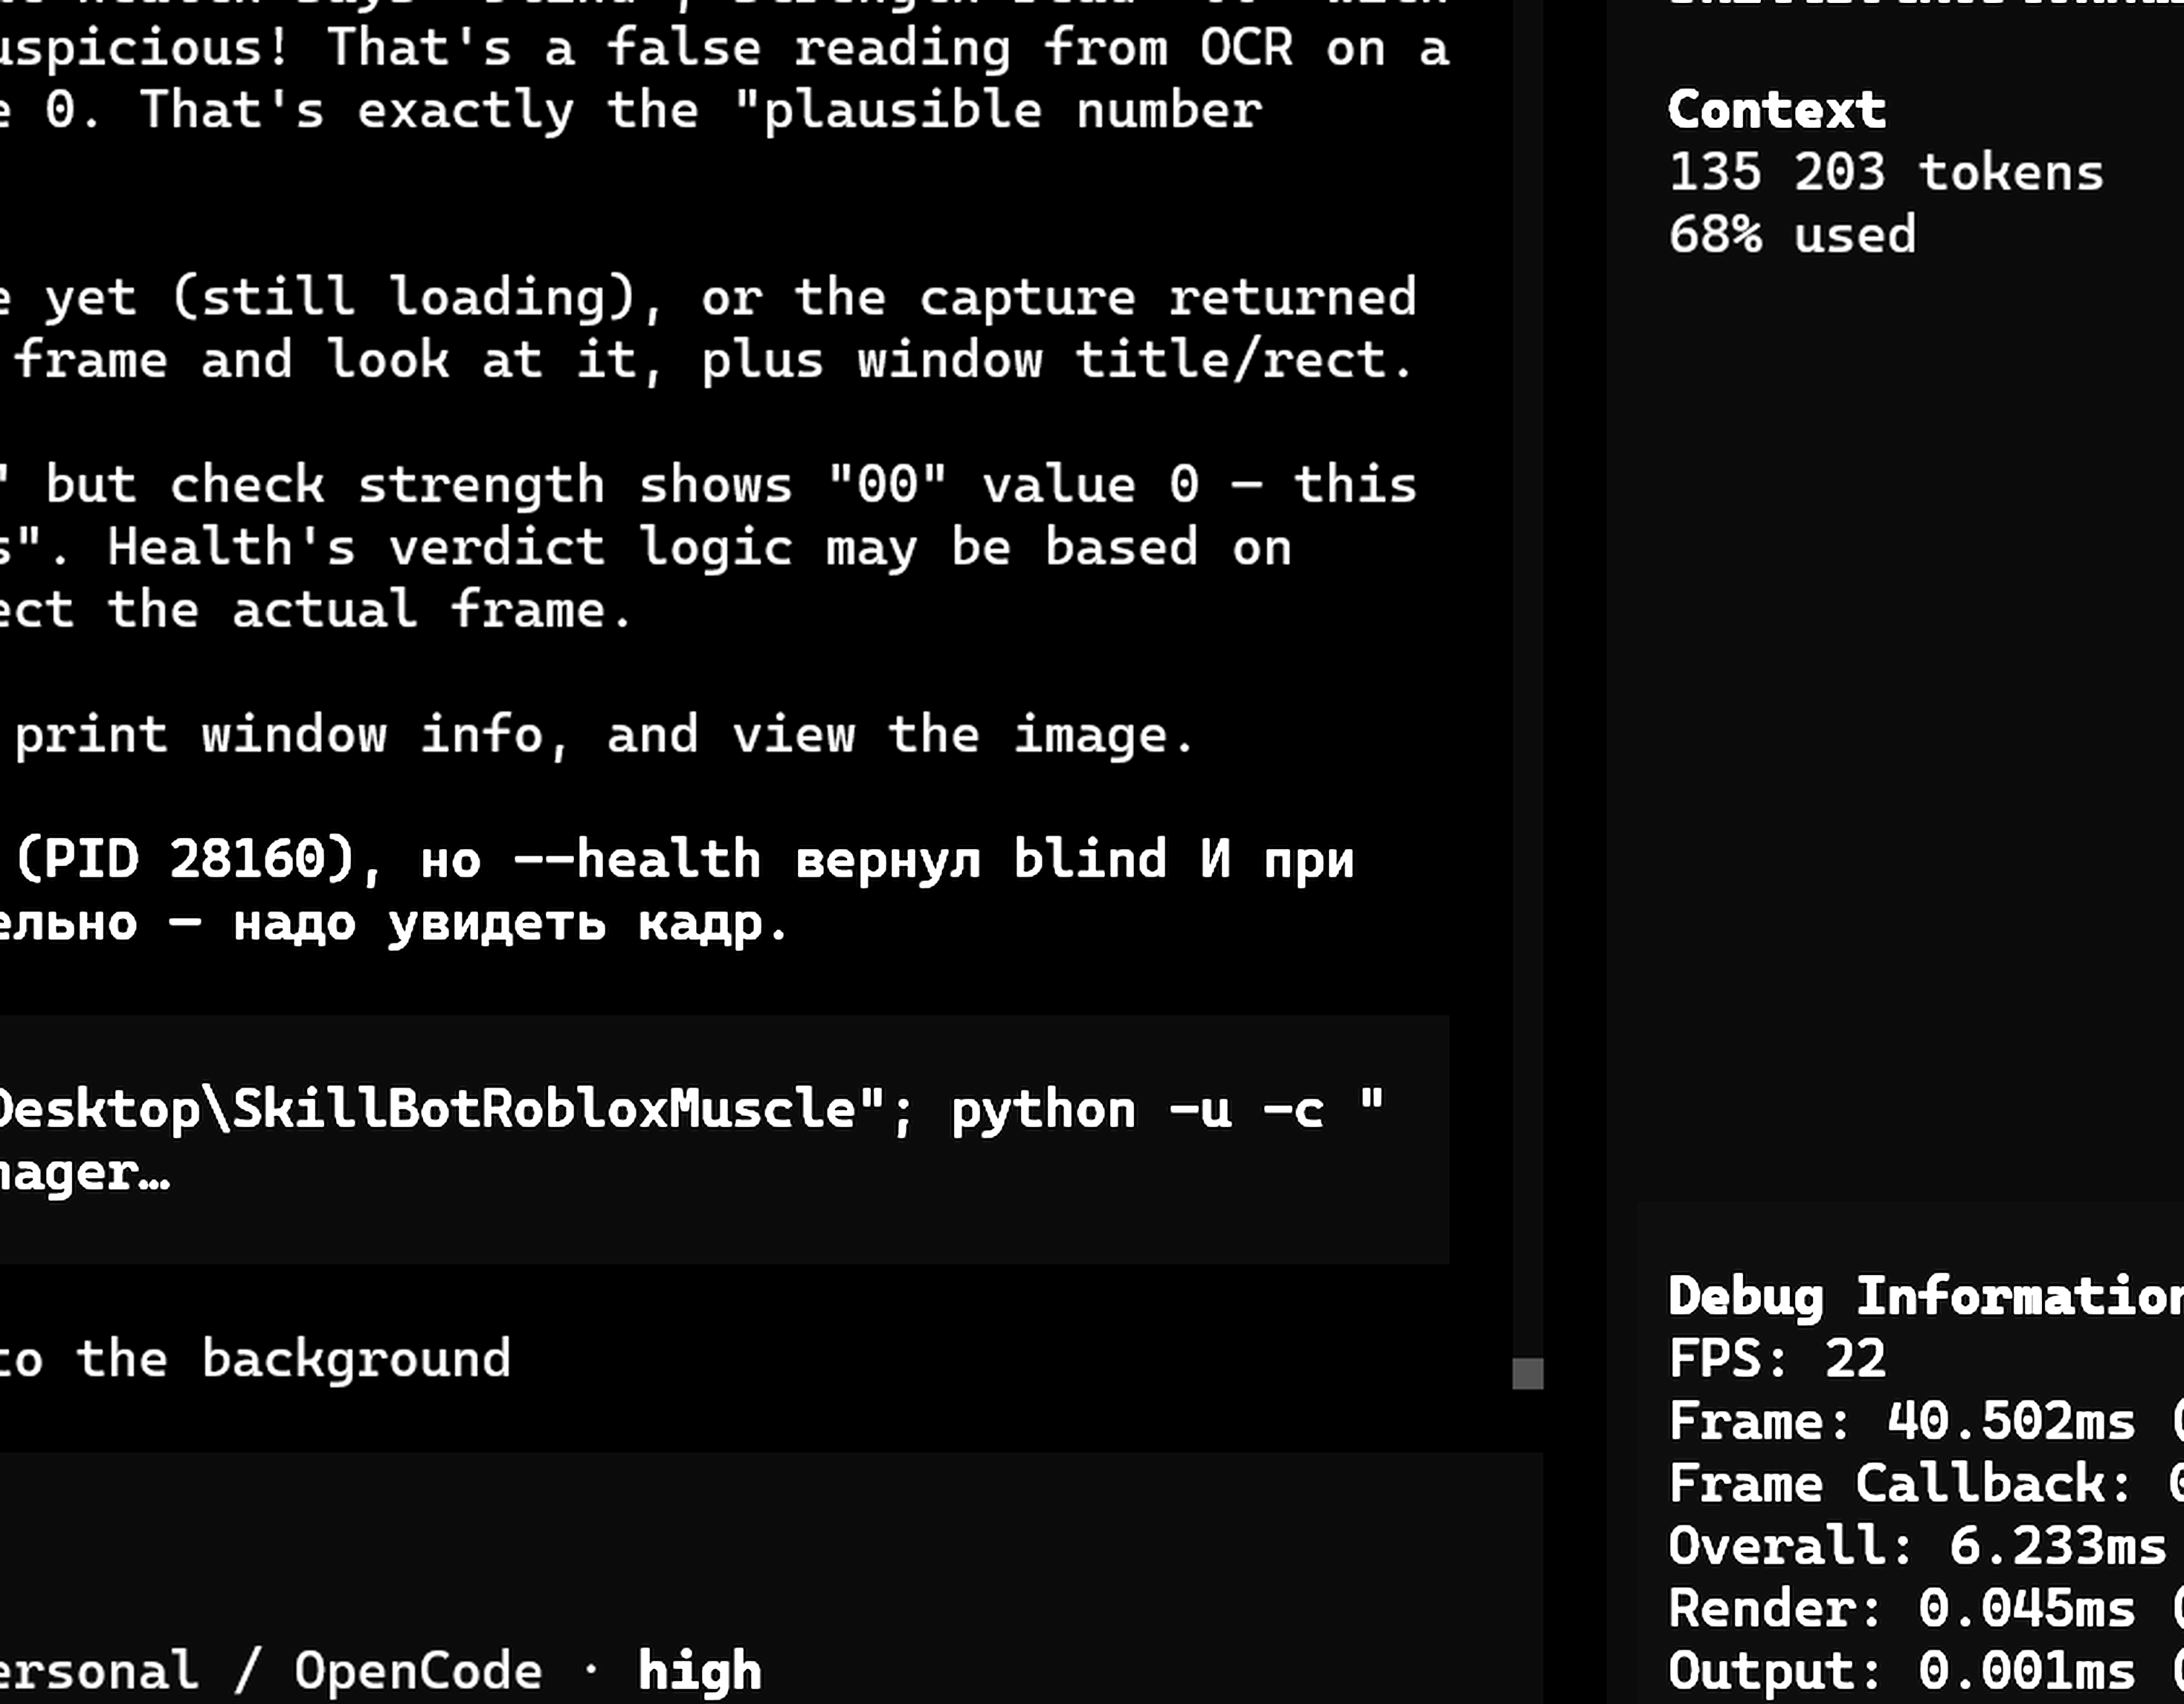 uspicious! That's a false reading from OCR on a
e 0. That's exactly the "plausible number
e yet (still loading), or the capture returned
frame and look at it, plus window title/rect.
" but check strength shows "00" value 0 — this
s". Health's verdict logic may be based on
ect the actual frame.
print window info, and view the image.
(PID 28160), но --health вернул blind И при
ельно — надо увидеть кадр.
Desktop\SkillBotRobloxMuscle"; python -u -c "
nager…
to the background
ersonal / OpenCode · high
Context
135 203 tokens
68% used
Debug Information
FPS: 22
Frame: 40.502ms (
Frame Callback: 0
Overall: 6.233ms
Render: 0.045ms (
Output: 0.001ms (